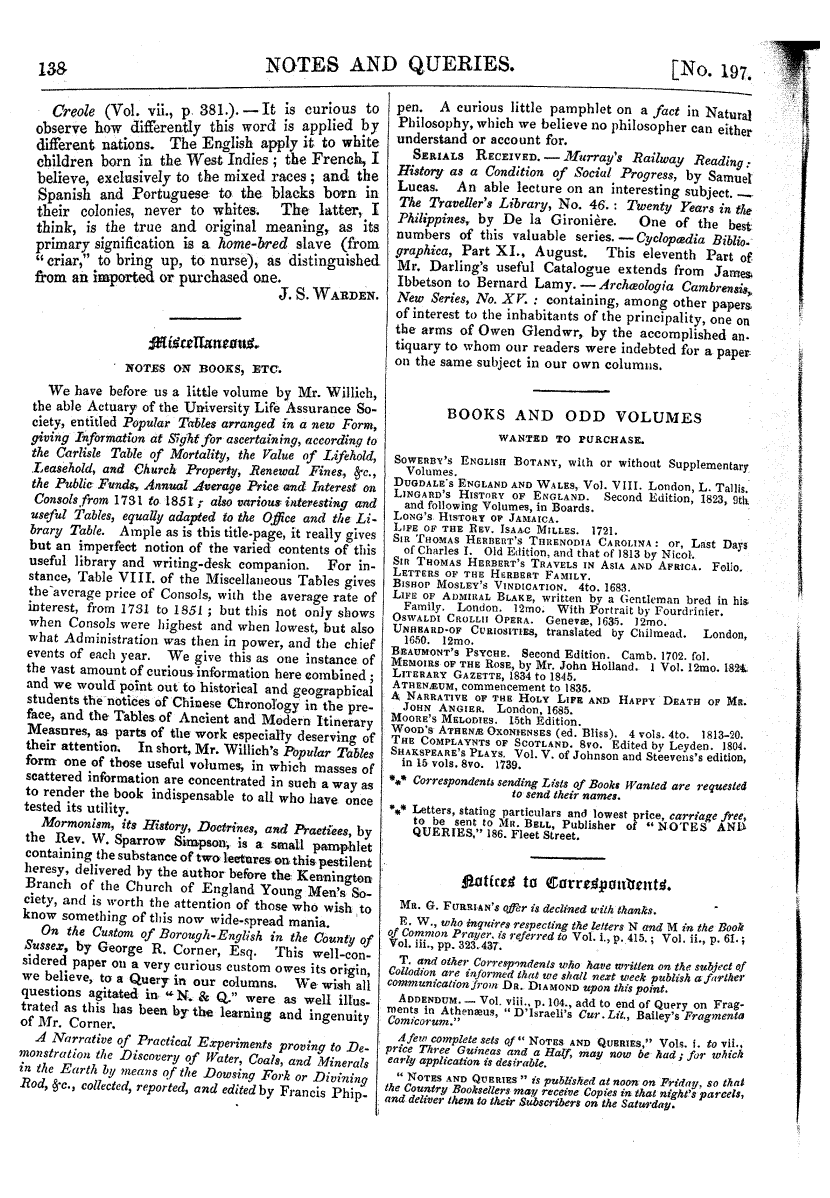 138
NOTES AND QUERIES.
[No. 197.
Creole (Vol. vii., p. 381.). — It is curious to
observe how differently this word is applied by
different nations. The English apply it to white
children born in the West Indies; the French, I
believe, exclusively to the mixed races; and the
Spanish and Portuguese to the blacks born in
their colonies, never to whites. The latter, I
think, is the true and original meaning, as its
primary signification is a home-bred slave (from
"criar," to bring up, to nurse), as distinguished
from an imported or purchased one.
J. S. WARDEN.
Miscellaneous.
NOTES ON BOOKS, ETC.
We have before us a little volume by Mr. Willich,
the able Actuary of the University Life Assurance So-
ciety, entitled Popular Tables arranged in a new Form,
giving Information at Sight for ascertaining, according to
the Carlisle Table of Mortality, the Value of Lifehold,
Leasehold, and Church Property, Renewal Fines, &c.,
the Public Funds, Annual Average Price and Interest on
Consols from 1731 to 1851; also various interesting and
useful Tables, equally adapted to the Office and the Li-
brary Table. Ample as is this title-page, it really gives
but an imperfect notion of the varied contents of this
useful library and writing-desk companion. For in-
stance, Table VIII. of the Miscellaneous Tables gives
the average price of Consols, with the average rate of
interest, from 1731 to 1851; but this not only shows
when Consols were highest and when lowest, but also
what Administration was then in power, and the chief
events of each year. We give this as one instance of
the vast amount of curious information here combined;
and we would point out to historical and geographical
students the notices of Chinese Chronology in the pre-
face, and the Tables of Ancient and Modern Itinerary
Measures, as parts of the work especially deserving of
their attention. In short, Mr. Willich's Popular Tables
form one of those useful volumes, in which masses of
scattered information are concentrated in such a way as
to render the book indispensable to all who have once
tested its utility.
Mormonism, its History, Doctrines, and Practices, by
the Rev. W. Sparrow Simpson, is a small pamphlet
containing the substance of two lectures on this pestilent
heresy, delivered by the author before the Kennington
Branch of the Church of England Young Men's So-
ciety, and is worth the attention of those who wish to
know something of this now wide-spread mania.
On the Custom of Borough-English in the County of
Sussex, by George R. Corner, Esq. This well-con-
sidered paper on a very curious custom owes its origin,
we believe, to a Query in our columns. We wish all
questions agitated in "N. & Q." were as well illus-
trated as this has been by the learning and ingenuity
of Mr. Corner.
A Narrative of Practical Experiments proving to De-
monstration the Discovery of Water, Coals, and Minerals
in the Earth by means of the Dowsing Fork or Divining
Rod, &c., collected, reported, and edited by Francis Phip-
pen. A curious little pamphlet on a fact in Natural
Philosophy, which we believe no philosopher can either
understand or account for.
SERIALS RECEIVED. — Murray's Railway Reading:
History as a Condition of Social Progress, by Samuel
Lucas. An able lecture on an interesting subject. —
The Traveller's Library, No. 46.: Twenty Years in the
Philippines, by De la Gironière. One of the best
numbers of this valuable series. — Cyclopædia Biblio-
graphica, Part XI., August. This eleventh Part of
Mr. Darling's useful Catalogue extends from James
Ibbetson to Bernard Lamy. — Archæologia Cambrensis,
New Series, No. XV.: containing, among other papers
of interest to the inhabitants of the principality, one on
the arms of Owen Glendwr, by the accomplished an-
tiquary to whom our readers were indebted for a paper
on the same subject in our own columns.
BOOKS AND ODD VOLUMES
WANTED TO PURCHASE.
SOWERBY'S ENGLISH BOTANY, with or without Supplementary
Volumes.
DUGDALE'S ENGLAND AND WALES, Vol. VIII. London, L. Tallis.
LINGARD'S HISTORY OF ENGLAND. Second Edition, 1823, 9th
and following Volumes, in Boards.
LONG'S HISTORY OF JAMAICA.
LIFE OF THE REV. ISAAC MILLES. 1721.
SIR THOMAS HERBERT'S THRENODIA CAROLINA: or, Last Days
of Charles I. Old Edition, and that of 1813 by Nicol.
SIR THOMAS HERBERT'S TRAVELS IN ASIA AND AFRICA. Folio.
LETTERS OF THE HERBERT FAMILY.
BISHOP MOSLEY'S VINDICATION. 4to. 1683.
LIFE OF ADMIRAL BLAKE, written by a Gentleman bred in his
Family. London. 12mo. With Portrait by Fourdrinier.
OSWALDI CROLLII OPERA. Genevæ, 1635. 12mo.
UNHEARD-OF CURIOSITIES, translated by Chilmead. London,
1650. 12mo.
BEAUMONT'S PSYCHE. Second Edition. Camb. 1702. fol.
MEMOIRS OF THE ROSE, by Mr. John Holland. 1 Vol. 12mo. 1824.
LITERARY GAZETTE, 1834 to 1845.
ATHENÆUM, commencement to 1835.
A NARRATIVE OF THE HOLY LIFE AND HAPPY DEATH OF MR.
JOHN ANGIER. London, 1685.
MOORE'S MELODIES. 15th Edition.
WOOD'S ATHENÆ OXONIENSES (ed. Bliss). 4 vols. 4to. 1813-20.
THE COMPLAYNTS OF SCOTLAND. 8vo. Edited by Leyden. 1804.
SHAKSPEARE'S PLAYS. Vol. V. of Johnson and Steevens's edition,
in 15 vols. 8vo. 1739.
*** Correspondents sending Lists of Books Wanted are requested
to send their names.
*** Letters, stating particulars and lowest price, carriage free,
to be sent to MR. BELL, Publisher of "NOTES AND
QUERIES," 186. Fleet Street.
Notices to Correspondents.
MR. G. FURRIAN'S offer is declined with thanks.
E. W., who inquires respecting the letters N and M in the Book
of Common Prayer, is referred to Vol. i., p. 415.; Vol. ii., p. 61.;
Vol. iii., pp. 323. 437.
T. and other Correspondents who have written on the subject of
Collodion are informed that we shall next week publish a further
communication from DR. DIAMOND upon this point.
ADDENDUM. — Vol. viii., p. 104., add to end of Query on Frag-
ments in Athenæus, "D'Israeli's Cur. Lit., Bailey's Fragmenta
Comicorum."
A few complete sets of "NOTES AND QUERIES," Vols. i. to vii.,
price Three Guineas and a Half, may now be had; for which
early application is desirable.
"NOTES AND QUERIES" is published at noon on Friday, so that
the Country Booksellers may receive Copies in that night's parcels,
and deliver them to their Subscribers on the Saturday.